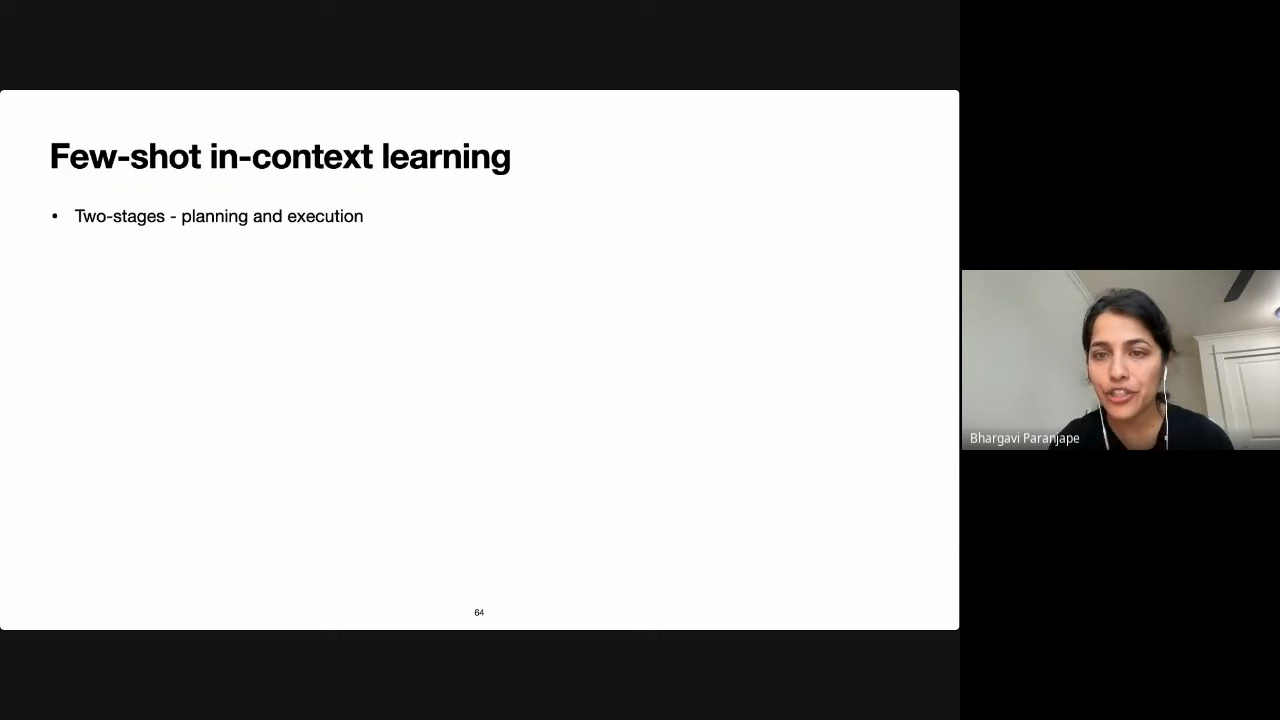 Few-shot in-context learning
• Two-stages - planning and execution
64
Bhargavi Paranjape